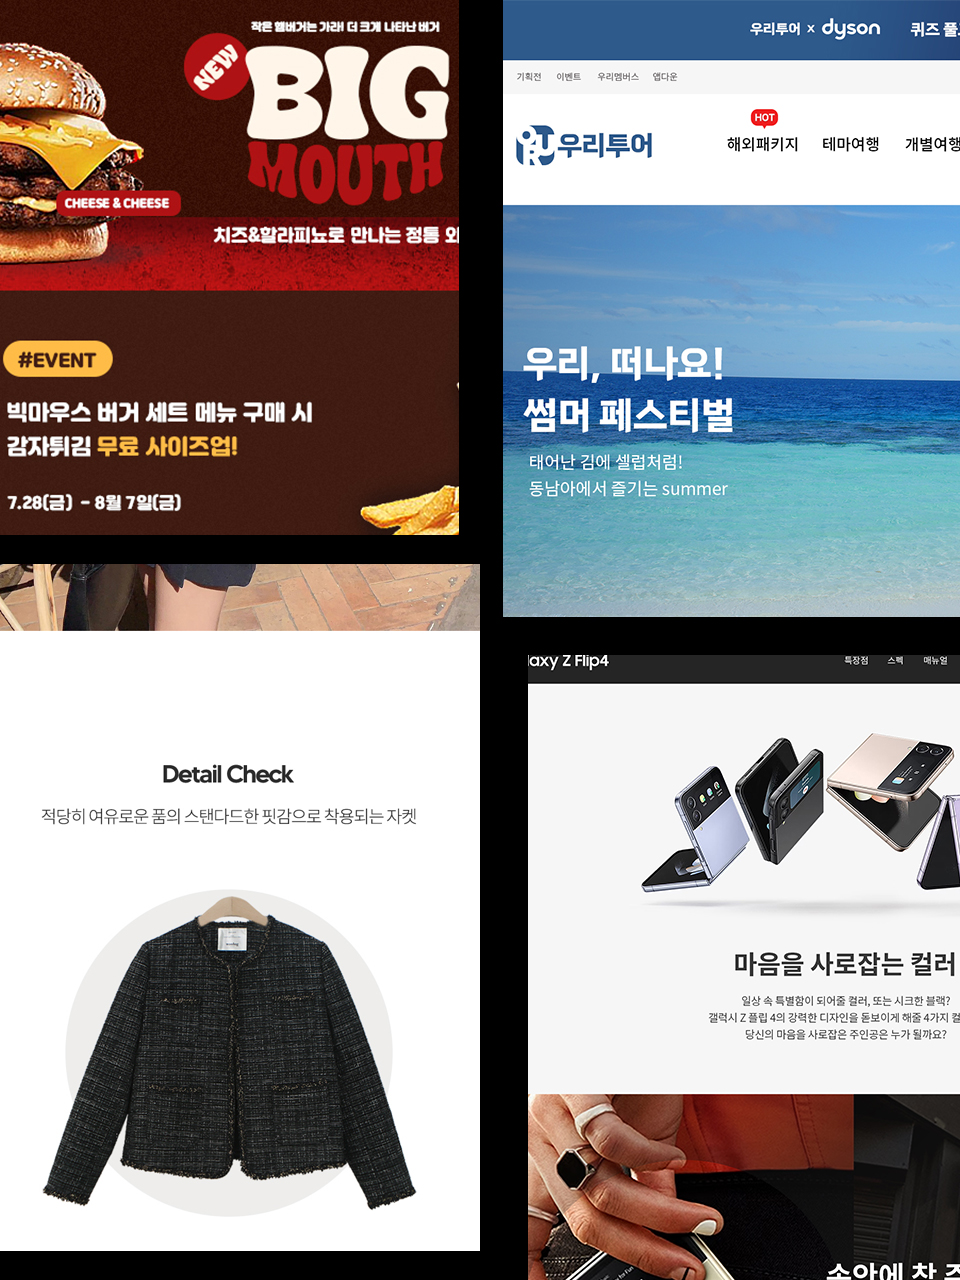 작은 햄버거는 가라! 더 크게 나타난 버거
NEW
BIG
MOUTH
CHEESE & CHEESE
치즈&할라피뇨로 만나는 정통
#EVENT
빅마우스 버거 세트 메뉴 구매 시
감자튀김 무료 사이즈업!
7.28(금) - 8월 7일(금)
우리투어 x dyson 퀴즈
기획전 이벤트 우리멤버스 앱다운
HOT
우리투어 해외패키지 테마여행 개별여행
우리, 떠나요!
썸머 페스티벌
태어난 김에 셀럽처럼!
동남아에서 즐기는 summer
Detail Check
적당히 여유로운 품의 스탠다드한 핏감으로 착용되는 자켓
laxy Z Flip4 특장점 스펙 매뉴얼
마음을 사로잡는 컬러
일상 속 특별함이 되어줄 컬러, 또는 시크한 블랙?
갤럭시 Z 플립 4의 강력한 디자인을 돋보이게 해줄 4가지
당신의 마음을 사로잡은 주인공은 누가 될까요?
손안에 착